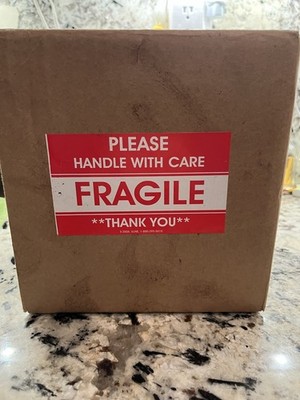 PLEASE
HANDLE WITH CARE
FRAGILE
**THANK YOU**